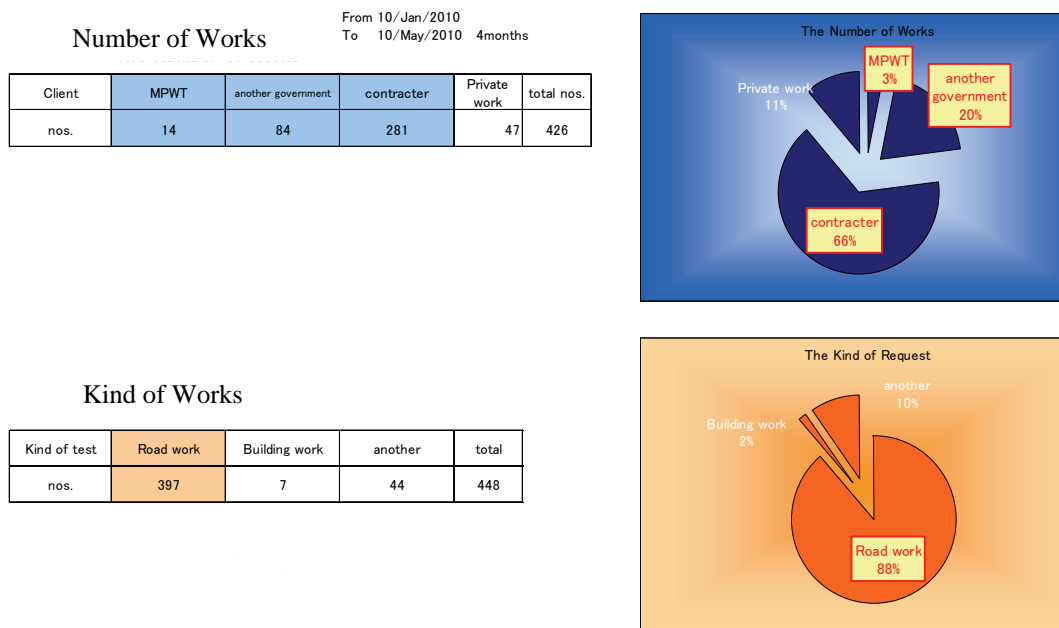 From 10/Jan/2010
To 10/May/2010 4months
Number of Works
Client MPWT another government contracter Private work total nos.
nos. 14 84 281 47 426
The Number of Works
MPWT
3%
another
government
20%
Private work
11%
contracter
66%
Kind of Works
Kind of test Road work Building work another total
nos. 397 7 44 448
The Kind of Request
another
10%
Building work
2%
Road work
88%